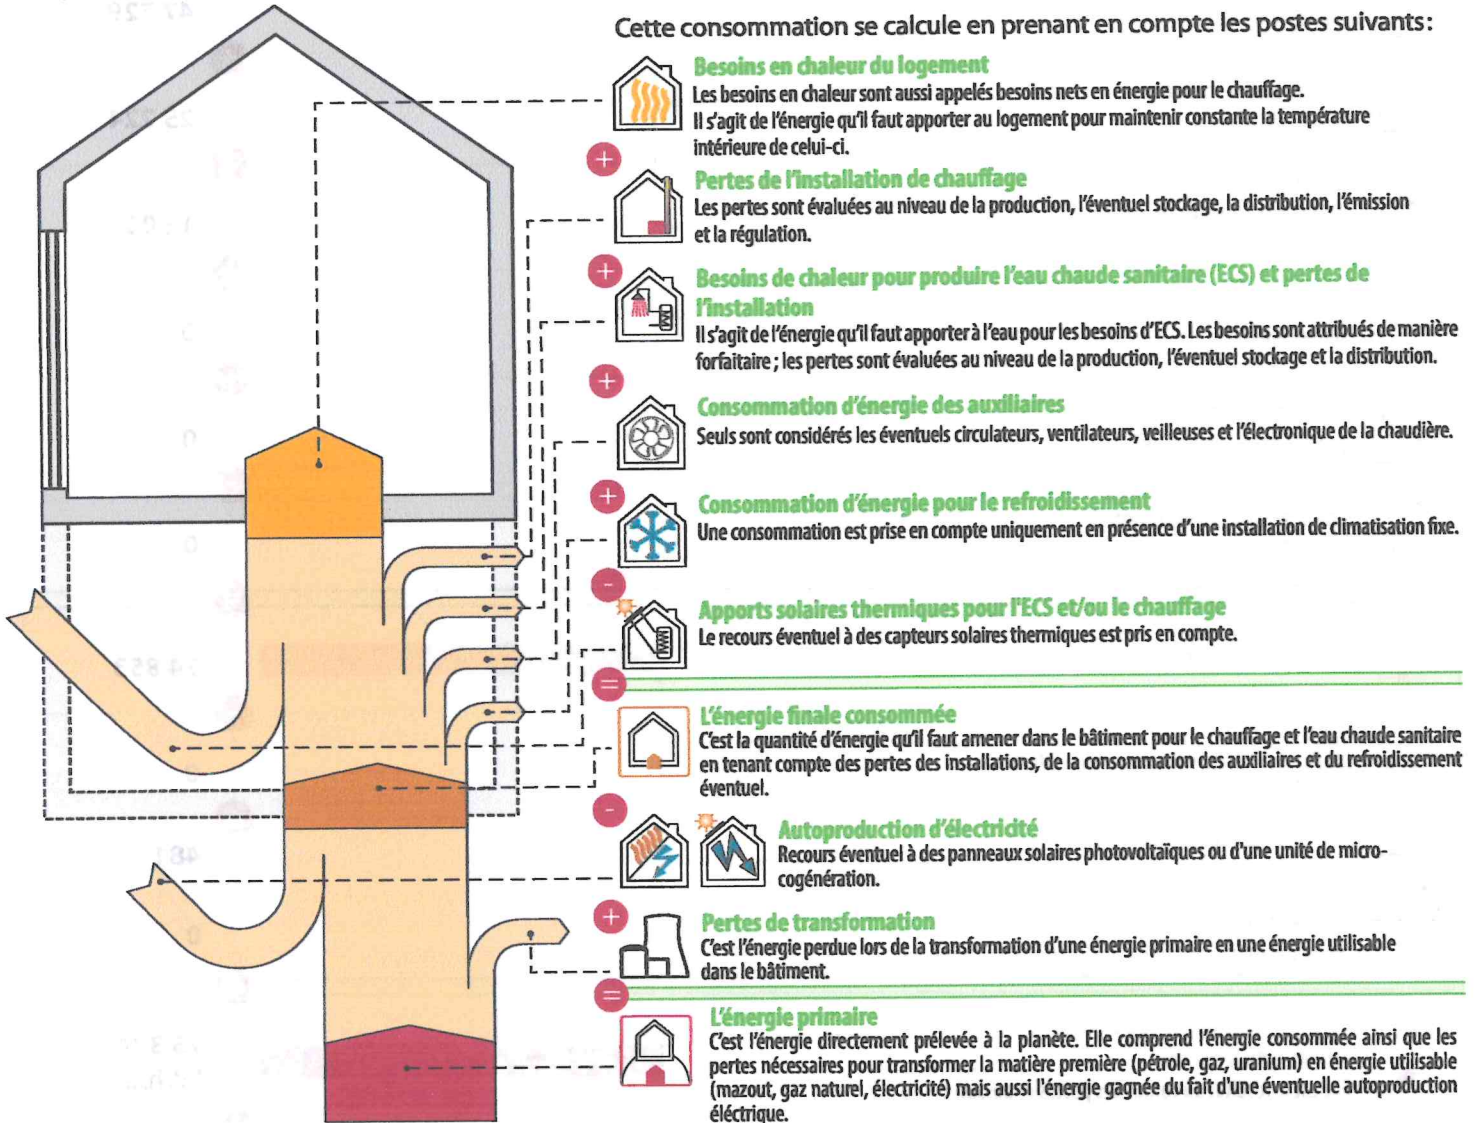 Cette consommation se calcule en prenant en compte les postes suivants:
Besoins en chaleur du logement
Les besoins en chaleur sont aussi appelés besoins nets en énergie pour le chauffage.
Il s'agit de l'énergie qu'il faut apporter au logement pour maintenir constante la température
intérieure de celui-ci.
+
Pertes de l'installation de chauffage
Les pertes sont évaluées au niveau de la production, l'éventuel stockage, la distribution, l'émission
et la régulation.
+
Besoins de chaleur pour produire l'eau chaude sanitaire (ECS) et pertes de
l'installation
Il s'agit de l'énergie qu'il faut apporter à l'eau pour les besoins d'ECS. Les besoins sont attribués de manière
forfaitaire ; les pertes sont évaluées au niveau de la production, l'éventuel stockage et la distribution.
+
Consommation d'énergie des auxiliaires
Seuls sont considérés les éventuels circulateurs, ventilateurs, veilleuses et l'électronique de la chaudière.
+
Consommation d'énergie pour le refroidissement
Une consommation est prise en compte uniquement en présence d'une installation de climatisation fixe.
-
Apports solaires thermiques pour l'ECS et/ou le chauffage
Le recours éventuel à des capteurs solaires thermiques est pris en compte.
=
L'énergie finale consommée
C'est la quantité d'énergie qu'il faut amener dans le bâtiment pour le chauffage et l'eau chaude sanitaire
en tenant compte des pertes des installations, de la consommation des auxiliaires et du refroidissement
éventuel.
-
Autoproduction d'électricité
Recours éventuel à des panneaux solaires photovoltaïques ou d'une unité de micro-
cogénération.
+
Pertes de transformation
C'est l'énergie perdue lors de la transformation d'une énergie primaire en une énergie utilisable
dans le bâtiment.
=
L'énergie primaire
C'est l'énergie directement prélevée à la planète. Elle comprend l'énergie consommée ainsi que les
pertes nécessaires pour transformer la matière première (pétrole, gaz, uranium) en énergie utilisable
(mazout, gaz naturel, électricité) mais aussi l'énergie gagnée du fait d'une éventuelle autoproduction
éléctrique.